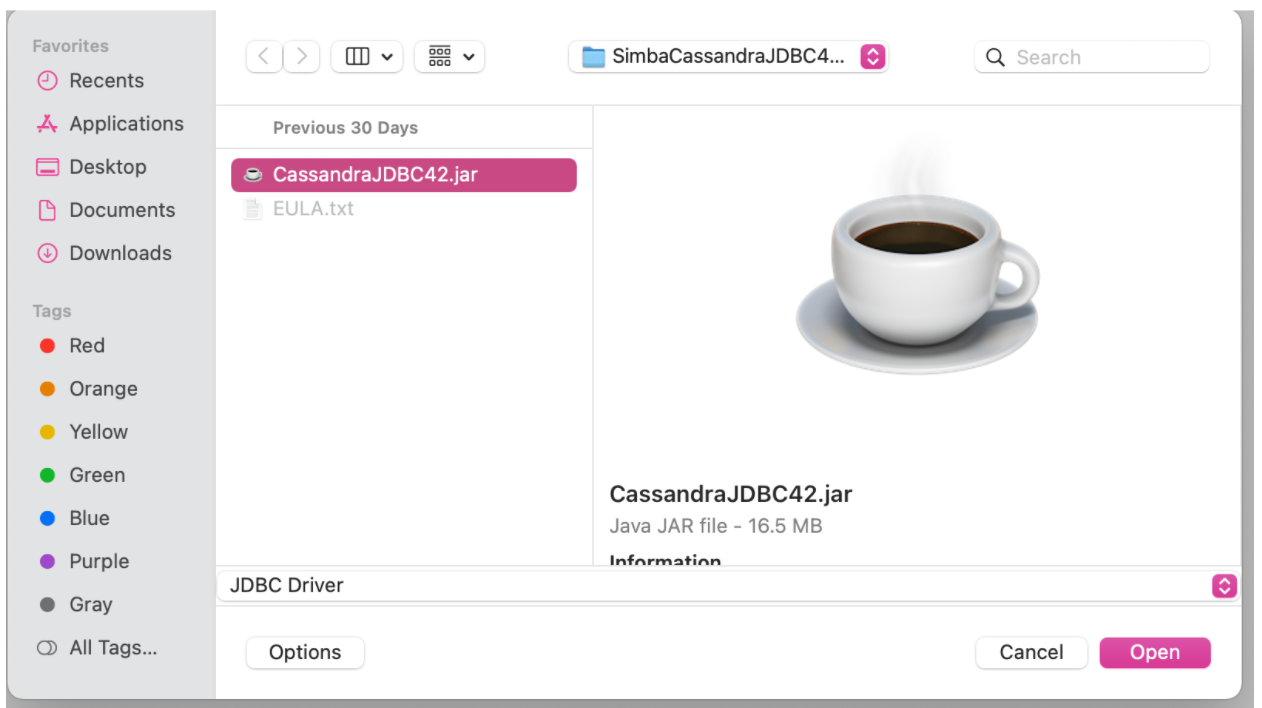 Favorites
Recents
Applications
Desktop
Documents
Downloads
Tags
Red
Orange
Yellow
Green
Blue
Purple
Gray
All Tags...
SimbaCassandraJDBC4...
Search
Previous 30 Days
CassandraJDBC42.jar
EULA.txt
CassandraJDBC42.jar
Java JAR file - 16.5 MB
Information
JDBC Driver
Options
Cancel
Open